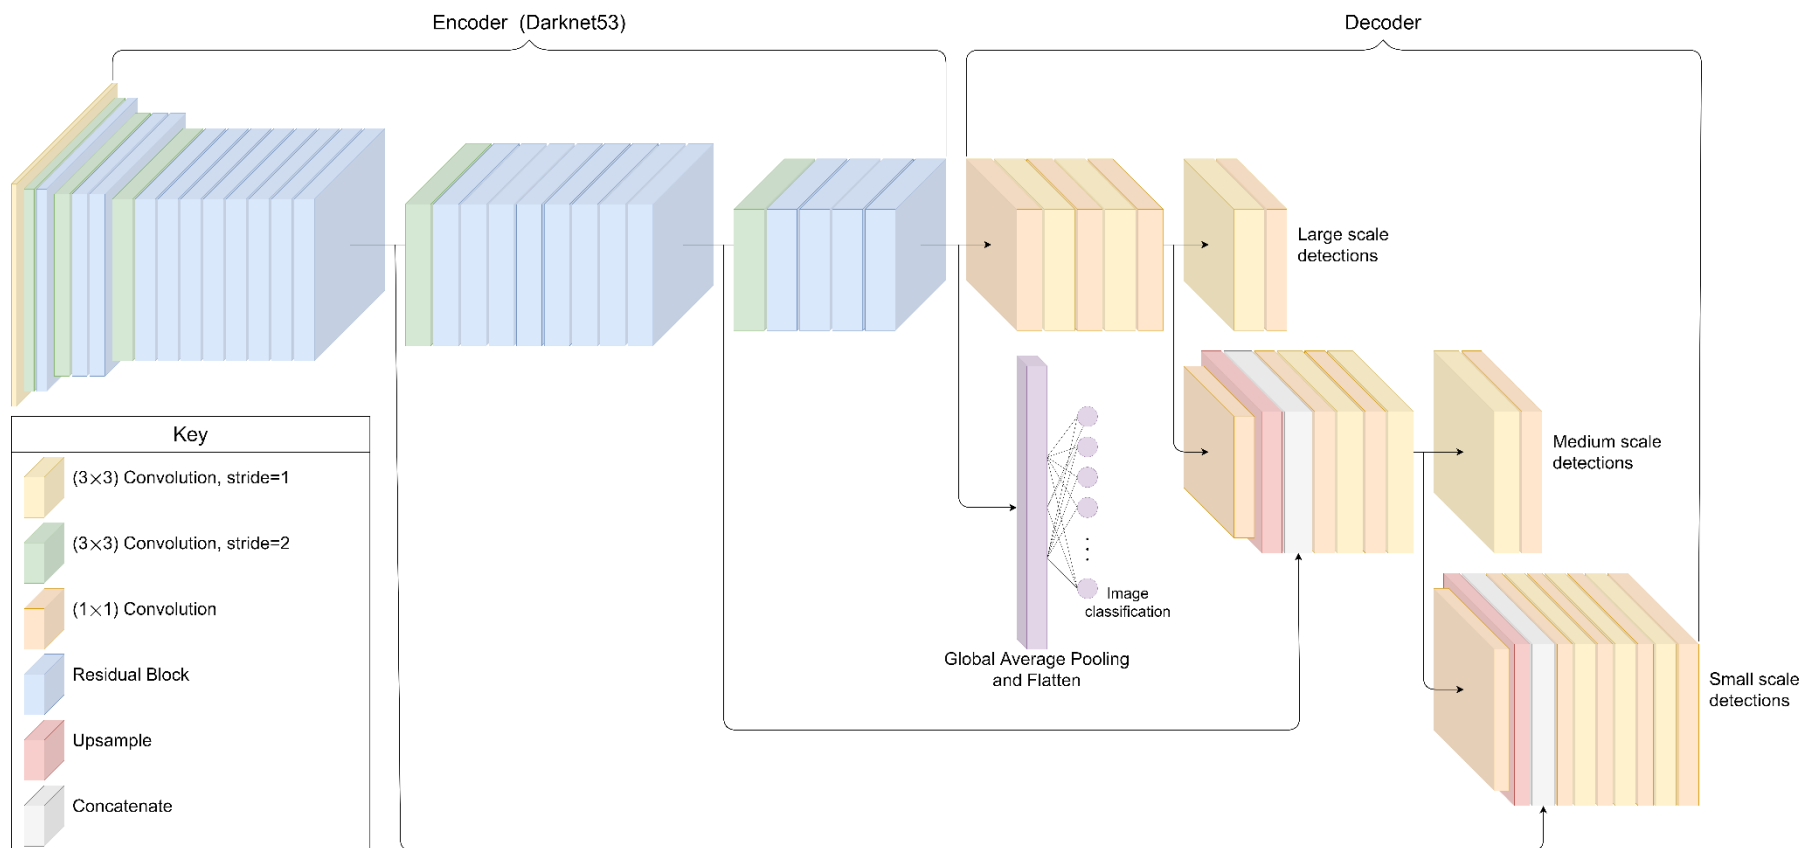 Encoder (Darknet53)
Decoder
Large scale
detections
Medium scale
detections
Small scale
detections
Image
classification
Global Average Pooling
and Flatten
Key
(3×3) Convolution, stride=1
(3×3) Convolution, stride=2
(1×1) Convolution
Residual Block
Upsample
Concatenate